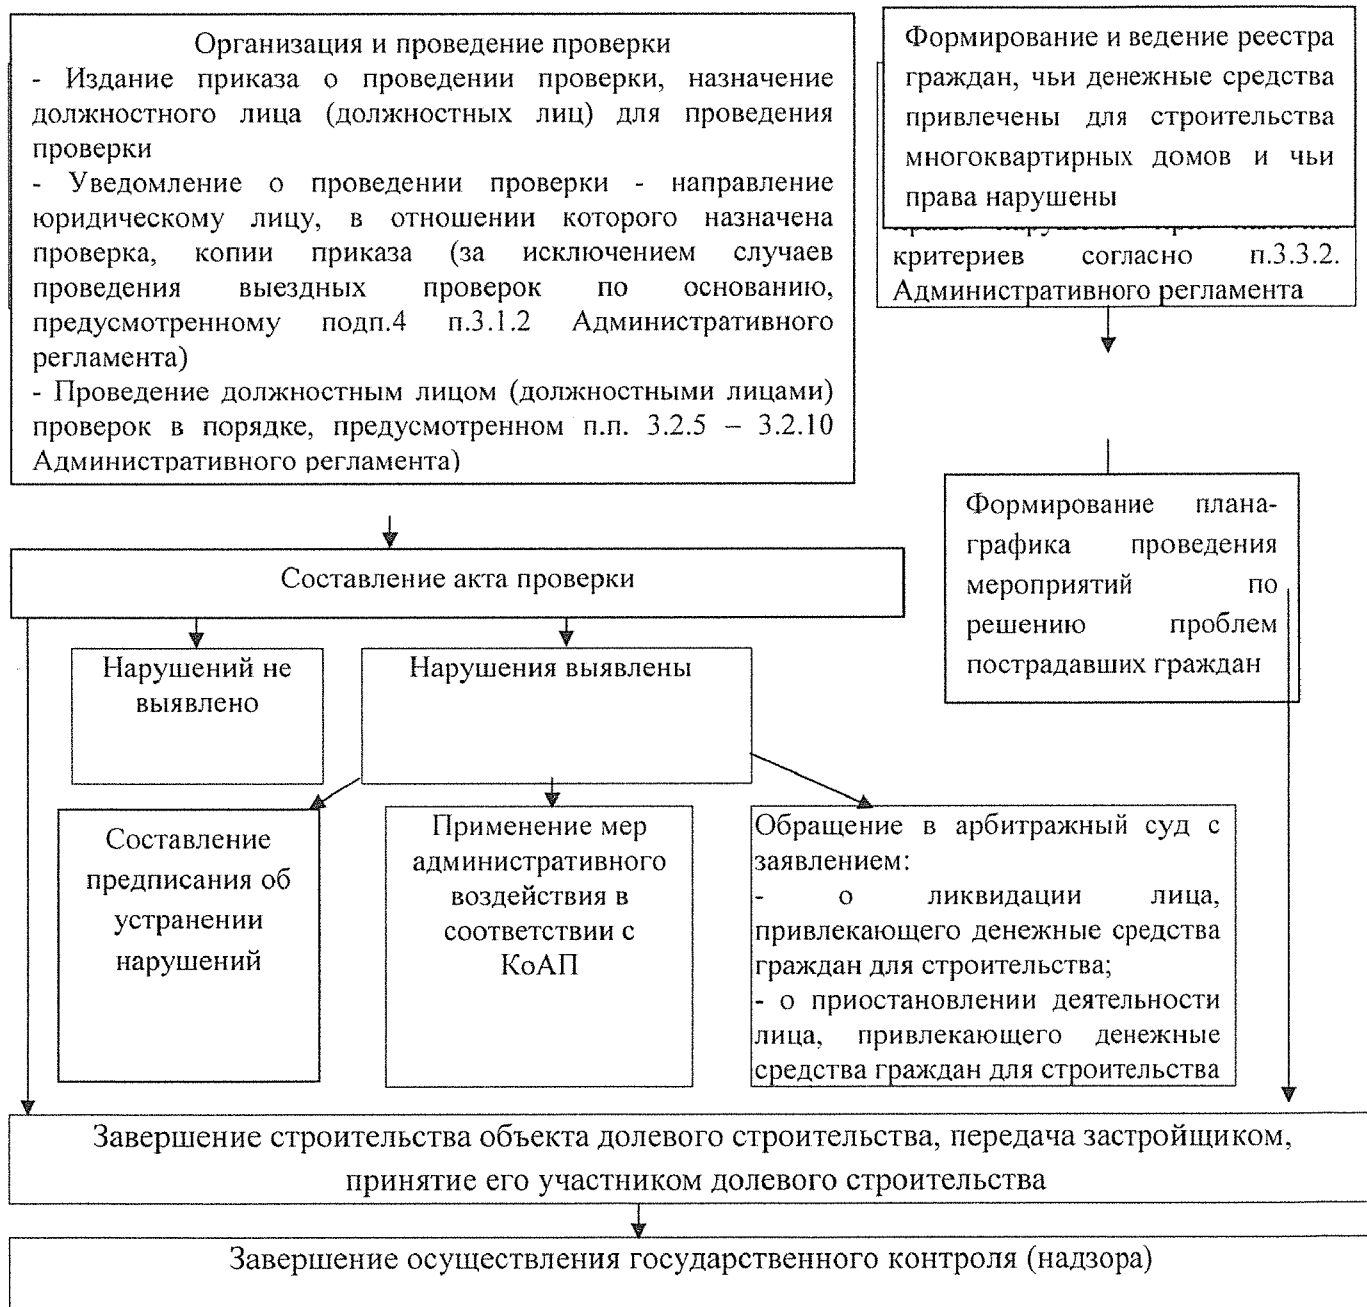 Организация и проведение проверки
- Издание приказа о проведении проверки, назначение
должностного лица (должностных лиц) для проведения
проверки
- Уведомление о проведении проверки - направление
юридическому лицу, в отношении которого назначена
проверка, копии приказа (за исключением случаев
проведения выездных проверок по основанию,
предусмотренному подп.4 п.3.1.2 Административного
регламента)
- Проведение должностным лицом (должностными лицами)
проверок в порядке, предусмотренном п.п. 3.2.5 – 3.2.10
Административного регламента)
Формирование и ведение реестра
граждан, чьи денежные средства
привлечены для строительства
многоквартирных домов и чьи
права нарушены
критериев согласно п.3.3.2.
Административного регламента
Формирование плана-
графика проведения
мероприятий по
решению проблем
пострадавших граждан
Составление акта проверки
Нарушений не
выявлено
Нарушения выявлены
Составление
предписания об
устранении
нарушений
Применение мер
административного
воздействия в
соответствии с
КоАП
Обращение в арбитражный суд с
заявлением:
- о ликвидации лица,
привлекающего денежные средства
граждан для строительства;
- о приостановлении деятельности
лица, привлекающего денежные
средства граждан для строительства
Завершение строительства объекта долевого строительства, передача застройщиком,
принятие его участником долевого строительства
Завершение осуществления государственного контроля (надзора)